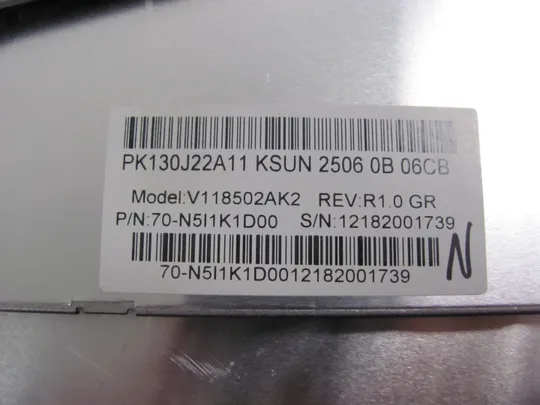 PK130J22A11 KSUN 2506 0B 06CB
Model:V118502AK2 REV:R1.0 GR
P/N:70-N5I1K1D00 S/N:12182001739
70-N5I1K1D0012182001739
N